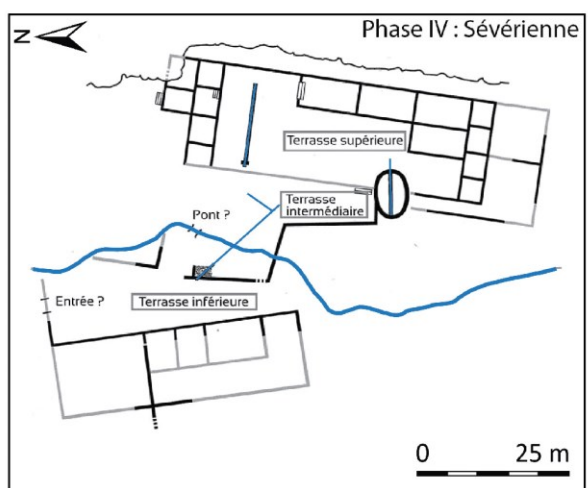 Phase IV : Sévérienne
N
Terrasse supérieure
Terrasse
intermédiaire
Pont ?
Entrée ?
Terrasse inférieure
0 25 m